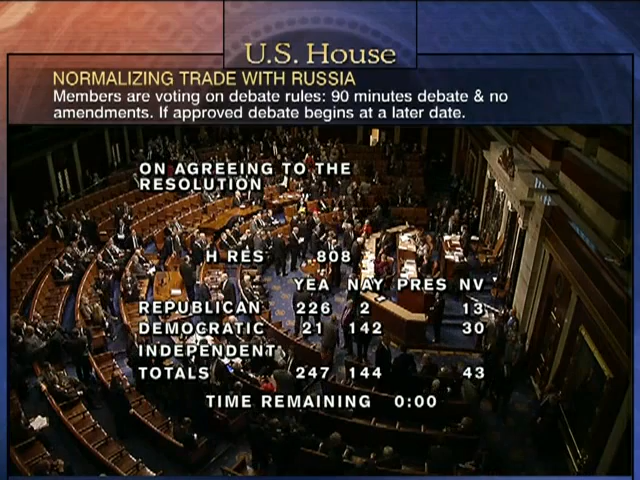 U.S. House
NORMALIZING TRADE WITH RUSSIA
Members are voting on debate rules: 90 minutes debate & no
amendments. If approved debate begins at a later date.
ON AGREEING TO THE
RESOLUTION
H RES 808
YEA NAY PRES NV
REPUBLICAN 226 2 13
DEMOCRATIC 21 142 30
INDEPENDENT
TOTALS 247 144 43
TIME REMAINING 0:00